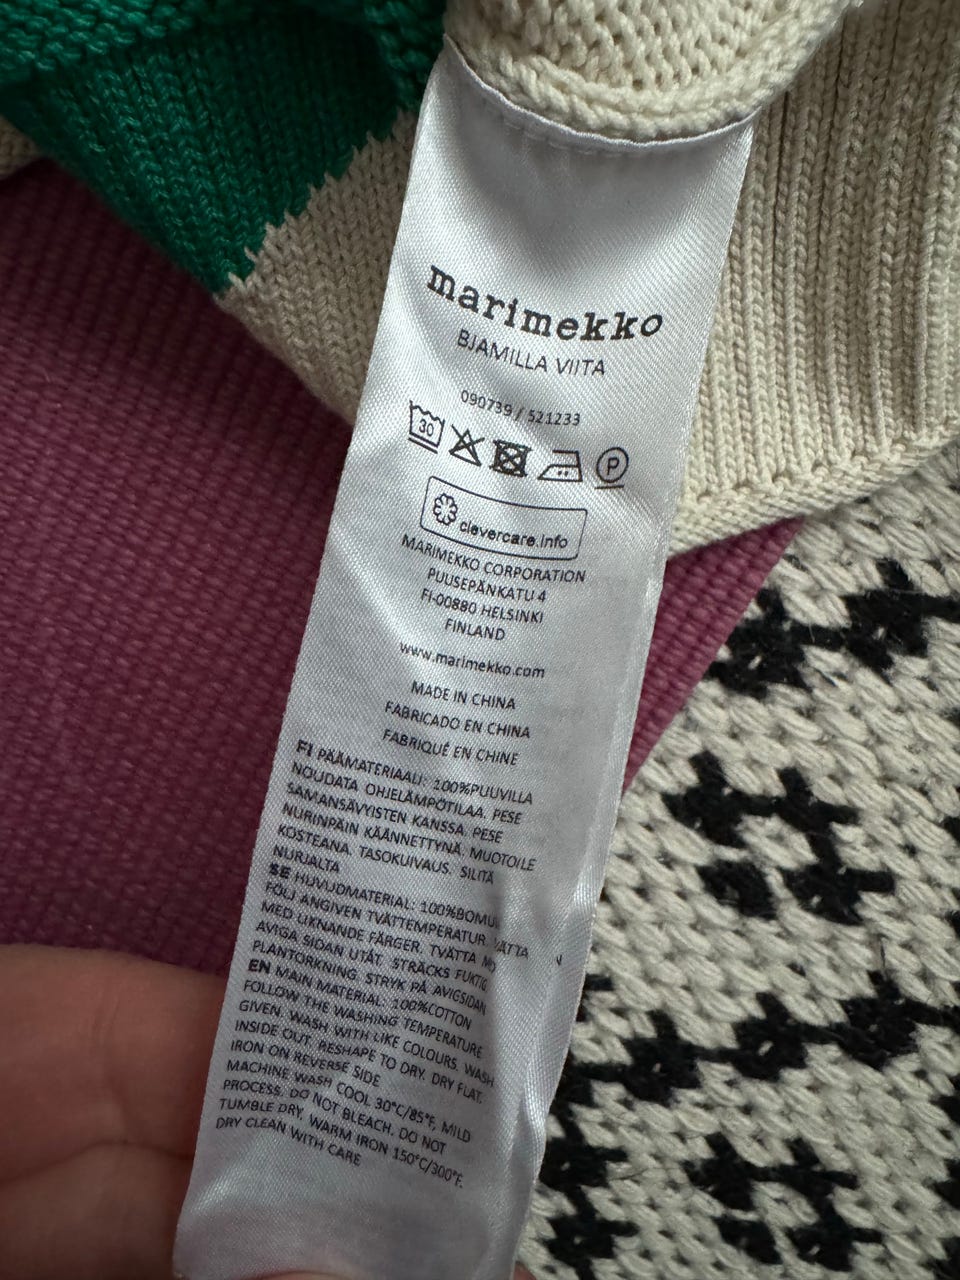 marimekko
BJAMILLA VIITA
090739 / 521233
30
P
clevercare.info
MARIMEKKO CORPORATION
PUUSEPÄNKATU 4
FI-00880 HELSINKI
FINLAND
www.marimekko.com
MADE IN CHINA
FABRICADO EN CHINA
FABRIQUÉ EN CHINE
FI PÄÄMATERIAALI: 100%PUUVILLA
NOUDATA OHJELÄMPÖTILAA. PESE
SAMANSÄVYISTEN KANSSA. PESE
NURINPÄIN KÄÄNNETTYNÄ. MUOTOILE
KOSTEANA. TASOKUIVAUS. SILITÄ
NURJALTA
SE HUVUDMATERIAL:
FÖLJ ANGIVEN TVÄTTEMPERATUR.
MED LIKNANDE FÄRGER. TVÄTTA
AVIGA SIDAN UTÅT. STRÄCKS
PLANTORKNING. STRYK PÅ AVIGSIDAN
EN MAIN MATERIAL: 100%COTTON
FOLLOW THE WASHING TEMPERATURE
GIVEN. WASH WITH LIKE COLOURS. WASH
INSIDE OUT. RESHAPE TO DRY. DRY FLAT.
IRON ON REVERSE SIDE
MACHINE WASH COOL 30°C/85°F, MILD
PROCESS. DO NOT BLEACH. DO NOT
TUMBLE DRY. WARM IRON 150°C/300°F.
DRY CLEAN WITH CARE